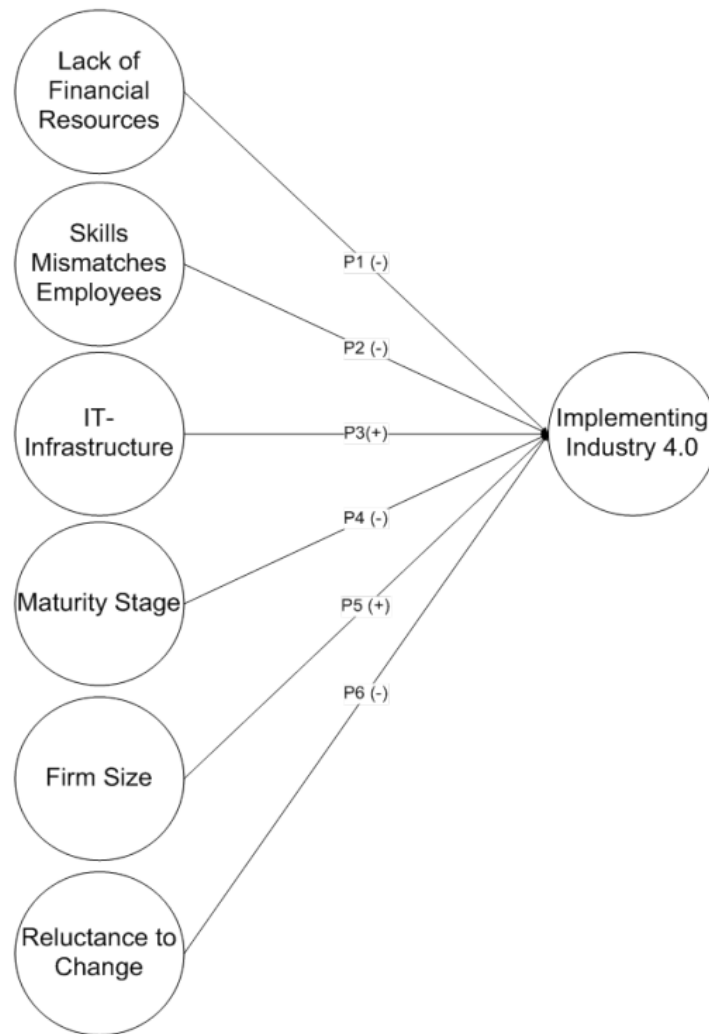 Lack of
Financial
Resources
Skills
Mismatches
Employees
IT-
Infrastructure
Maturity Stage
Firm Size
Reluctance to
Change
P1 (-)
P2 (-)
P3(+)
P4 (-)
P5 (+)
P6 (-)
Implementing
Industry 4.0